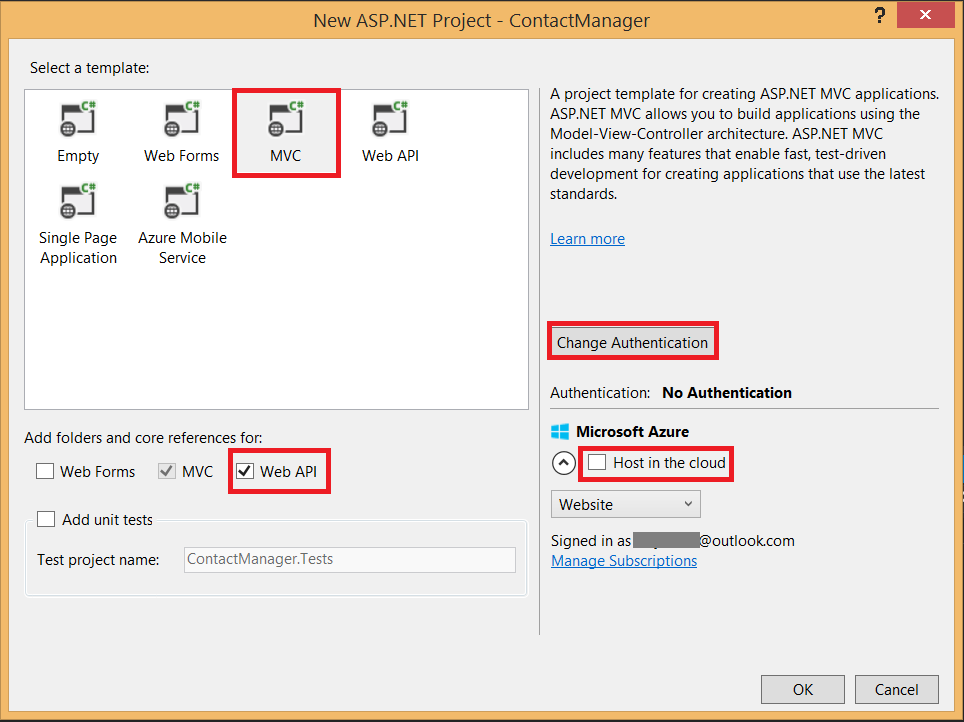 New ASP.NET Project - ContactManager
?
Select a template:
C#
C#
C#
C#
Empty
Web Forms
MVC
Web API
C#
C#
Single Page
Application
Azure Mobile
Service
A project template for creating ASP.NET MVC applications.
ASP.NET MVC allows you to build applications using the
Model-View-Controller architecture. ASP.NET MVC
includes many features that enable fast, test-driven
development for creating applications that use the latest
standards.
Learn more
Change Authentication
Authentication: No Authentication
Add folders and core references for:
Web Forms
MVC
Web API
Add unit tests
Test project name:
ContactManager.Tests
Microsoft Azure
Host in the cloud
Website
Signed in as @outlook.com
Manage Subscriptions
OK
Cancel